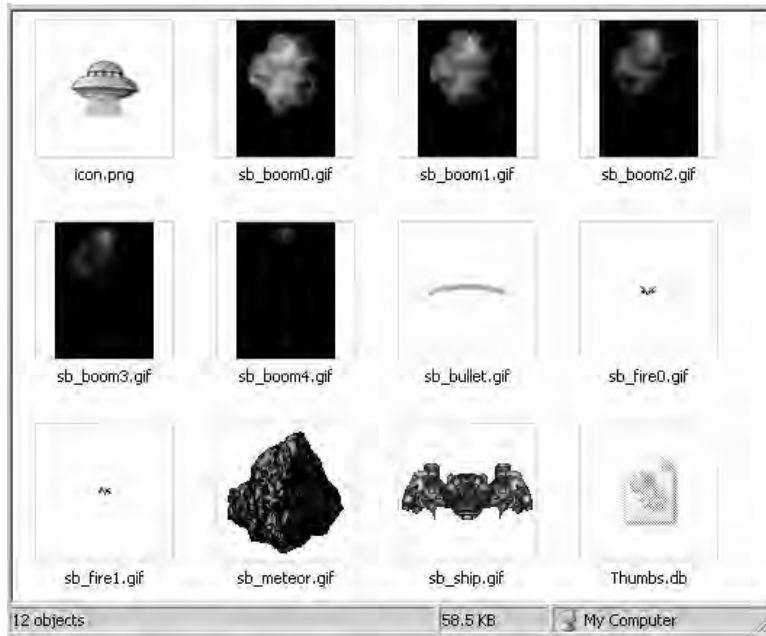 icon.png
sb_boom0.gif
sb_boom1.gif
sb_boom2.gif
sb_boom3.gif
sb_boom4.gif
sb_bullet.gif
sb_fire0.gif
sb_fire1.gif
sb_meteor.gif
sb_ship.gif
Thumbs.db
12 objects
58.5 KB
My Computer